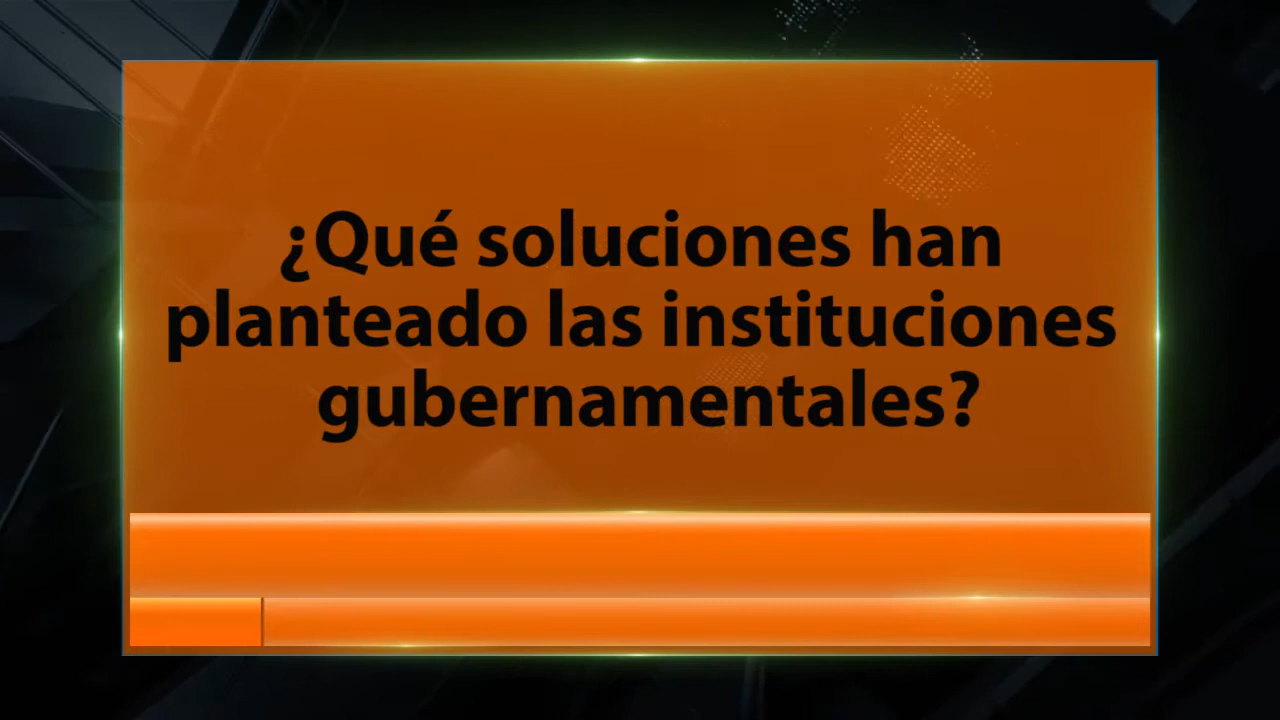 ¿Qué soluciones han
planteado las instituciones
gubernamentales?